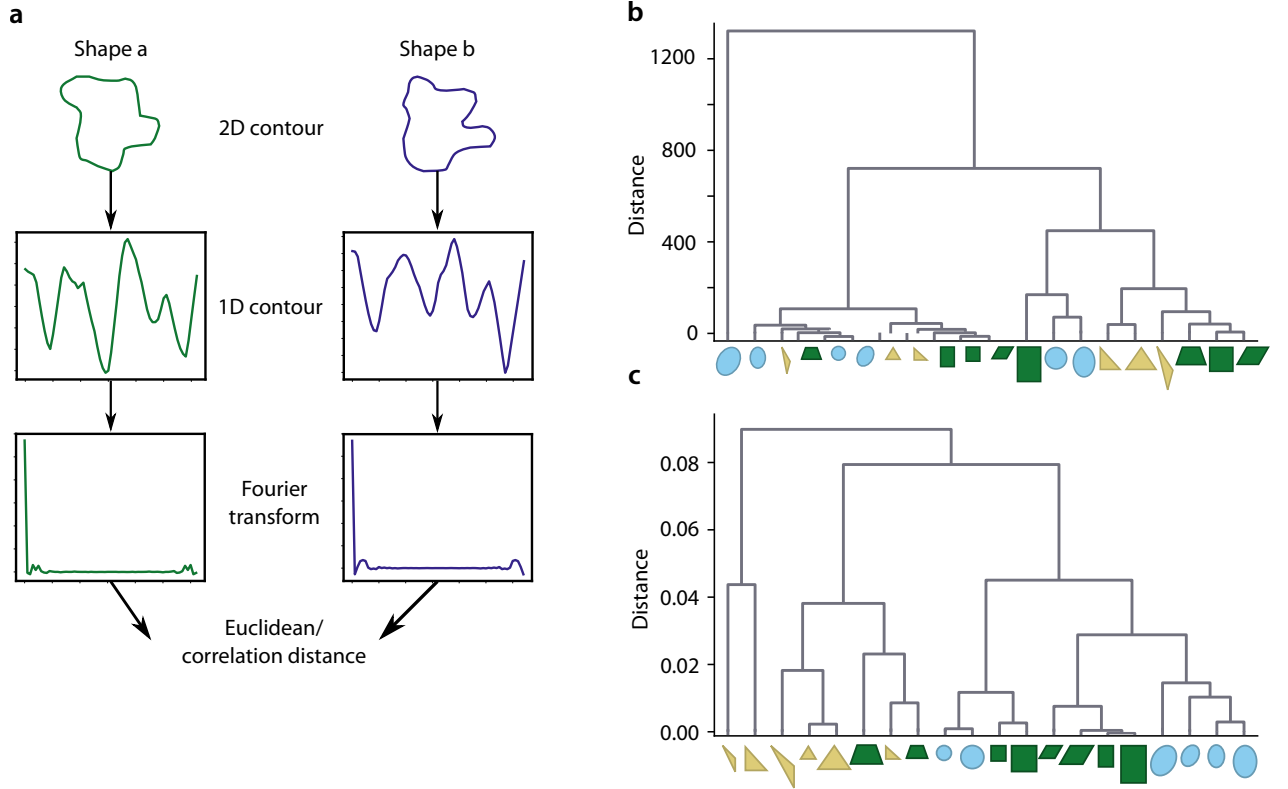 a
Shape a
Shape b
2D contour
1D contour
Fourier
transform
Euclidean/
correlation distance
b
Distance
1200
800
400
0
c
Distance
0.08
0.06
0.04
0.02
0.00